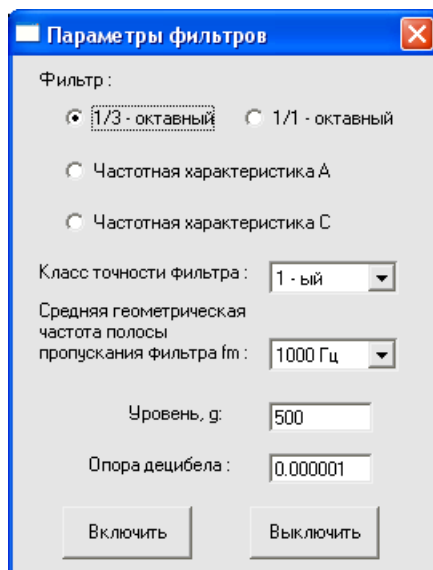 Параметры фильтров
Фильтр :
1/3 - октавный 1/1 - октавный
Частотная характеристика А
Частотная характеристика С
Класс точности фильтра : 1 - ый
Средняя геометрическая
частота полосы
пропускания фильтра fm : 1000 Гц
Уровень, g: 500
Опора децибела : 0.000001
Включить Выключить